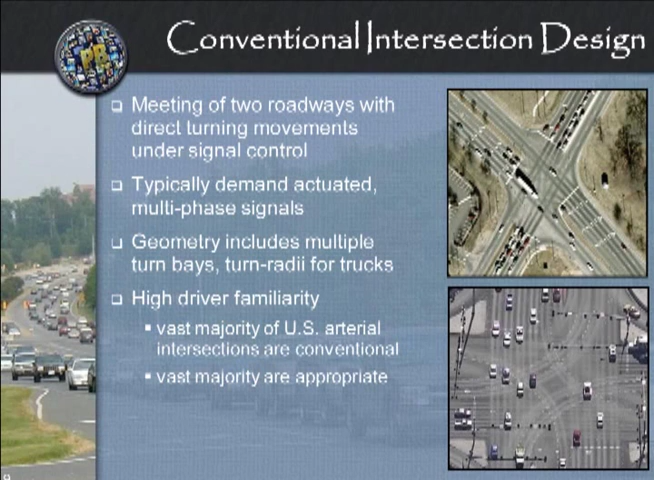 PB
Conventional Intersection Design
❑ Meeting of two roadways with
direct turning movements
under signal control
❑ Typically demand actuated,
multi-phase signals
❑ Geometry includes multiple
turn bays, turn-radii for trucks
❑ High driver familiarity
▪ vast majority of U.S. arterial
intersections are conventional
▪ vast majority are appropriate